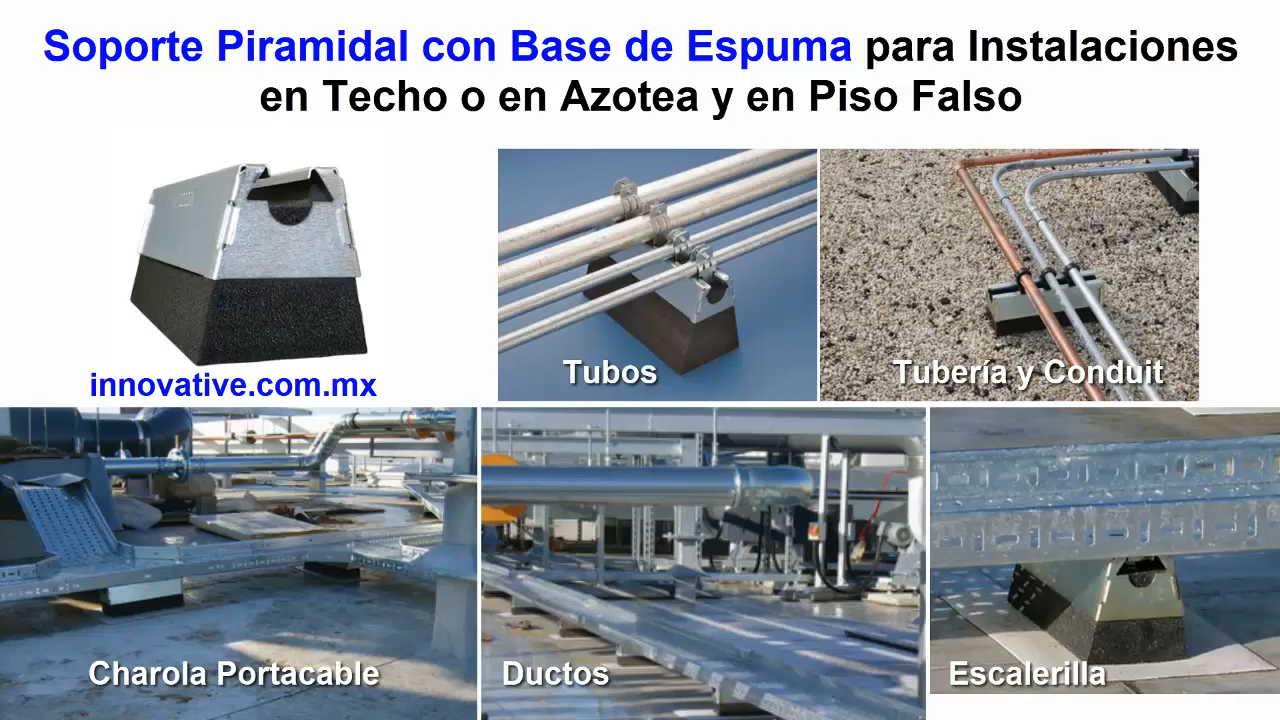 Soporte Piramidal con Base de Espuma para Instalaciones
en Techo o en Azotea y en Piso Falso
innovative.com.mx
Tubos
Tubería y Conduit
Charola Portacable
Ductos
Escalerilla